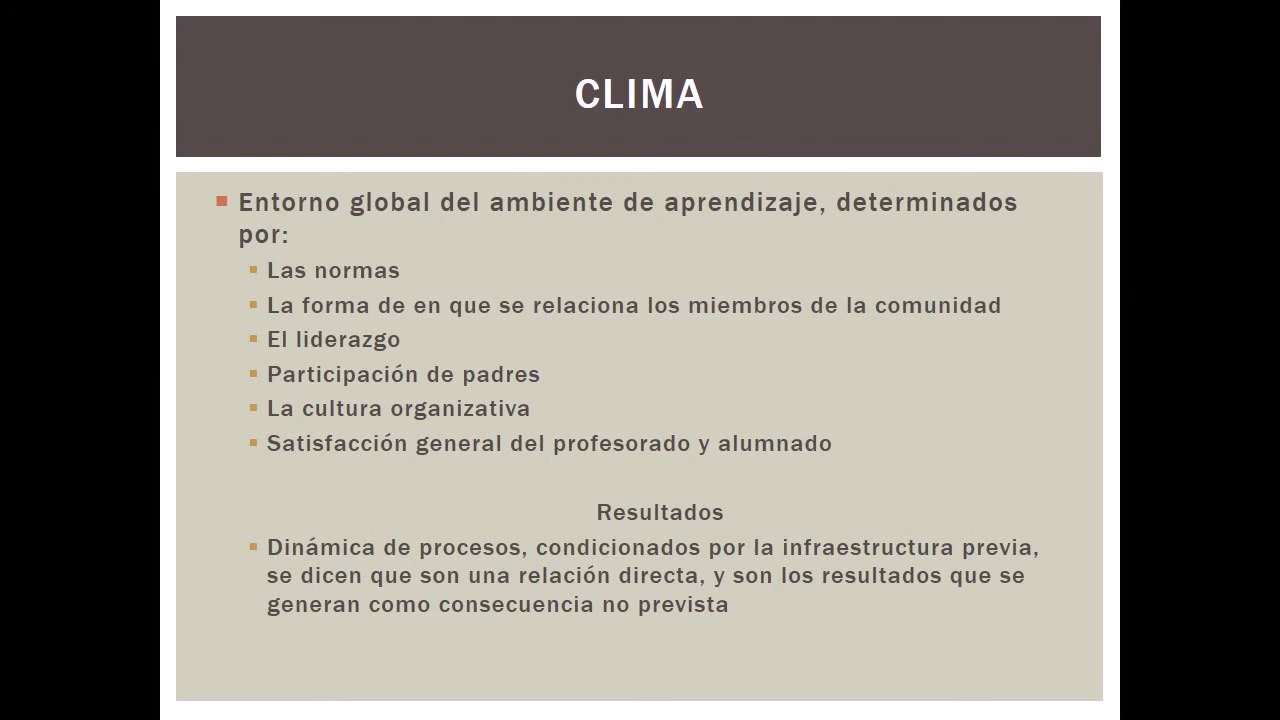 CLIMA
Entorno global del ambiente de aprendizaje, determinados
por:
Las normas
La forma de en que se relaciona los miembros de la comunidad
El liderazgo
Participación de padres
La cultura organizativa
Satisfacción general del profesorado y alumnado
Resultados
Dinámica de procesos, condicionados por la infraestructura previa,
se dicen que son una relación directa, y son los resultados que se
generan como consecuencia no prevista